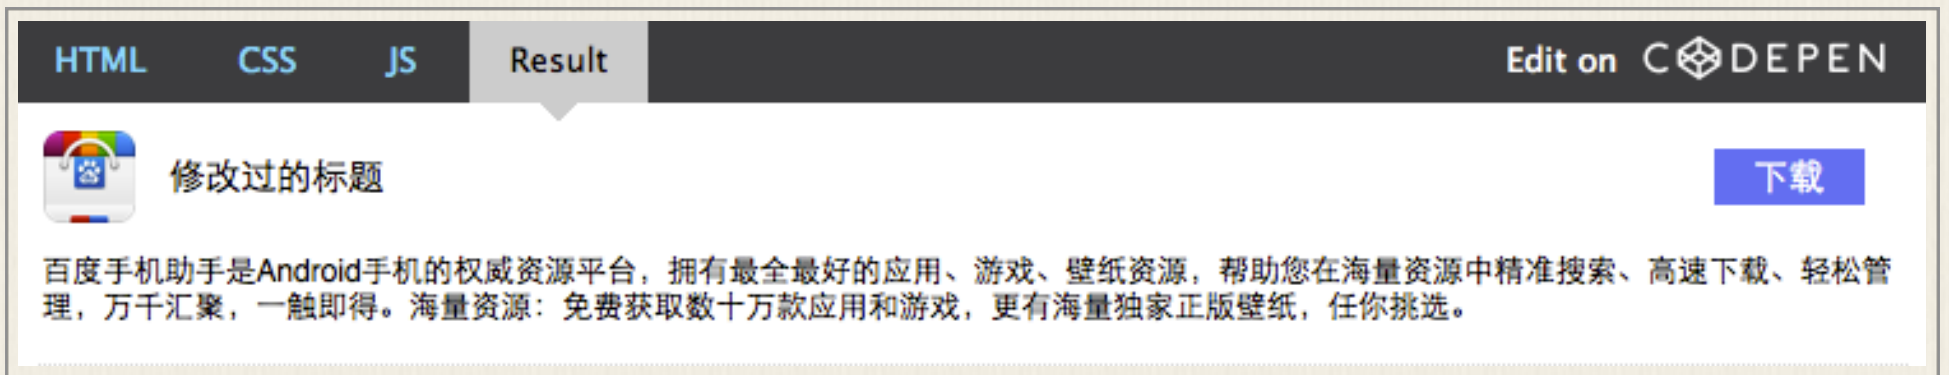 HTML CSS JS Result Edit on CODEPEN
修改过的标题 下载
百度手机助手是Android手机的权威资源平台，拥有最全最好的应用、游戏、壁纸资源，帮助您在海量资源中精准搜索、高速下载、轻松管
理，万千汇聚，一触即得。海量资源：免费获取数十万款应用和游戏，更有海量独家正版壁纸，任你挑选。